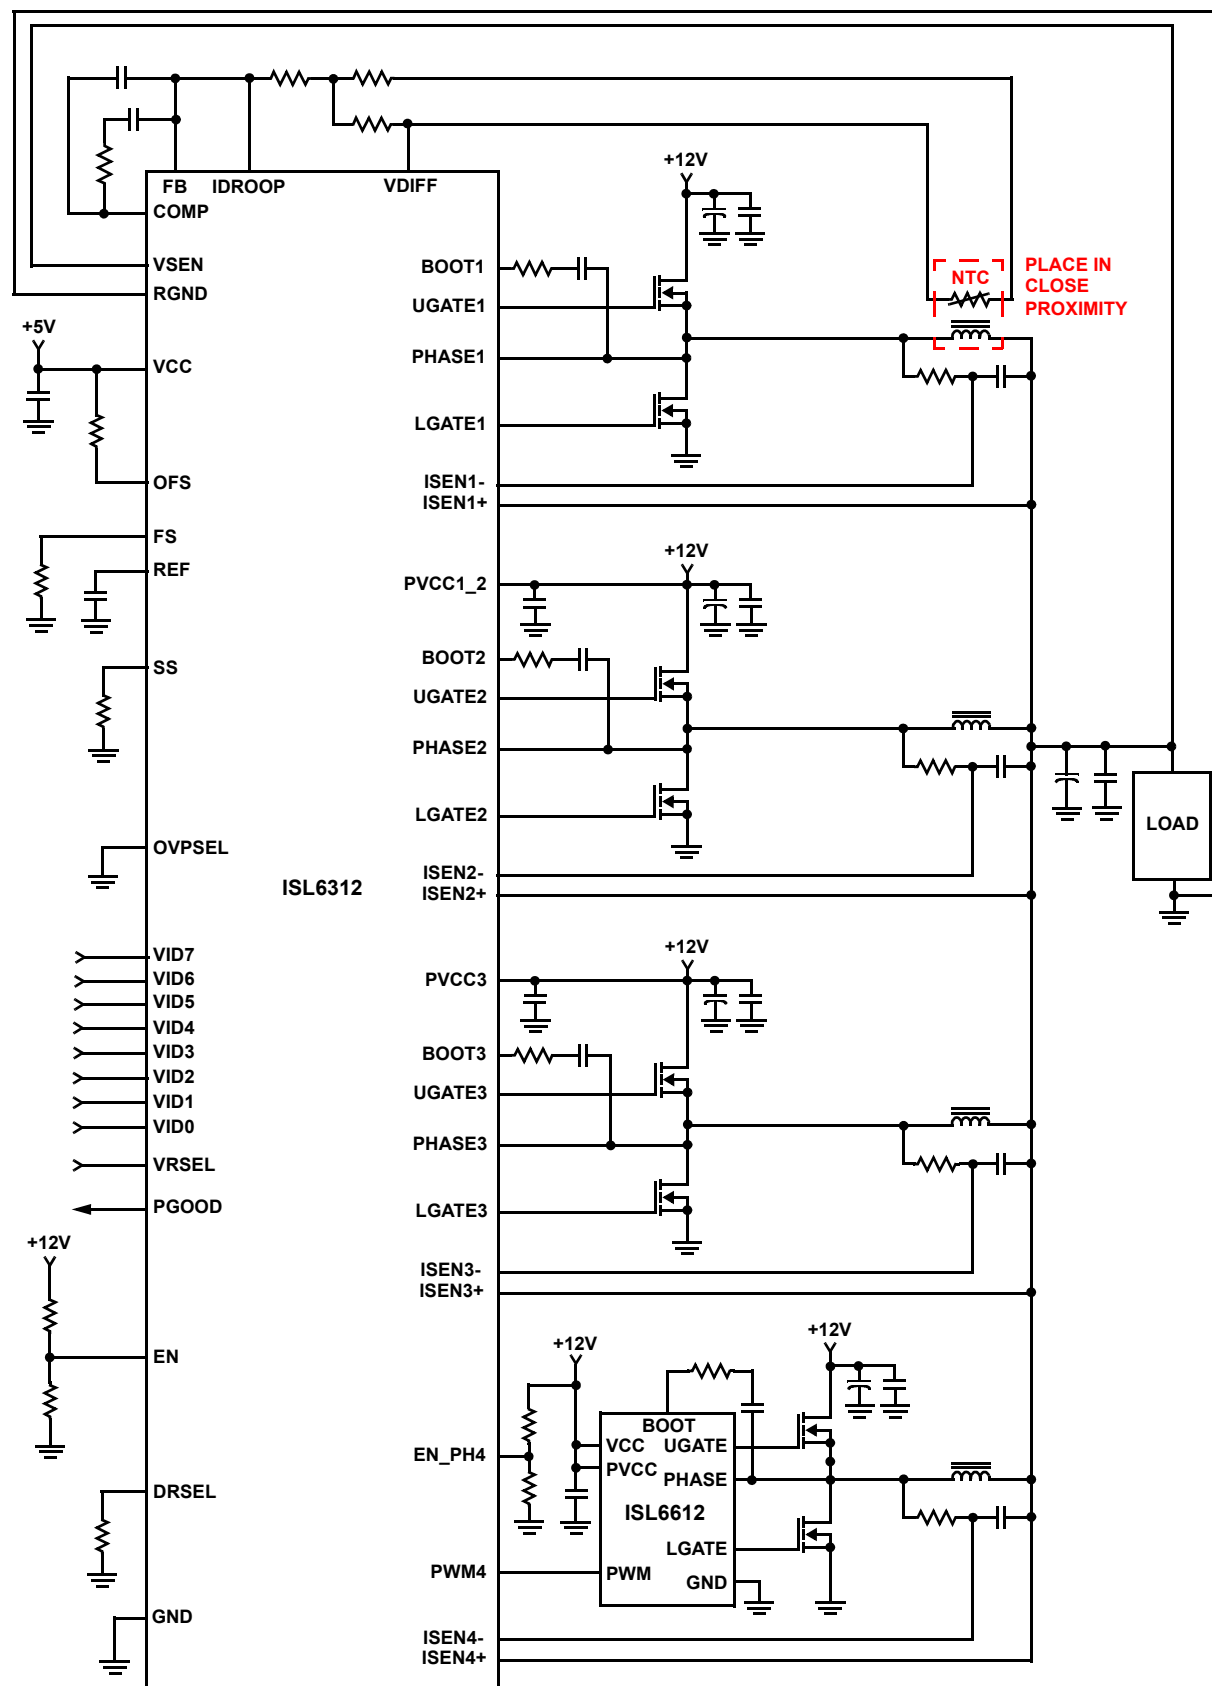 FB IDROOP VDIFF
COMP
VSEN
RGND
+5V
VCC
OFS
FS
REF
SS
OVPSEL
ISL6312
VID7
VID6
VID5
VID4
VID3
VID2
VID1
VID0
VRSEL
PGOOD
+12V
EN
DRSEL
GND
+12V
BOOT1
UGATE1
PHASE1
LGATE1
ISEN1-
ISEN1+
NTC
PLACE IN
CLOSE
PROXIMITY
+12V
PVCC1_2
BOOT2
UGATE2
PHASE2
LGATE2
ISEN2-
ISEN2+
LOAD
+12V
PVCC3
BOOT3
UGATE3
PHASE3
LGATE3
ISEN3-
ISEN3+
+12V
+12V
EN_PH4
BOOT
VCC
UGATE
PVCC
PHASE
ISL6612
LGATE
PWM4
PWM
GND
ISEN4-
ISEN4+